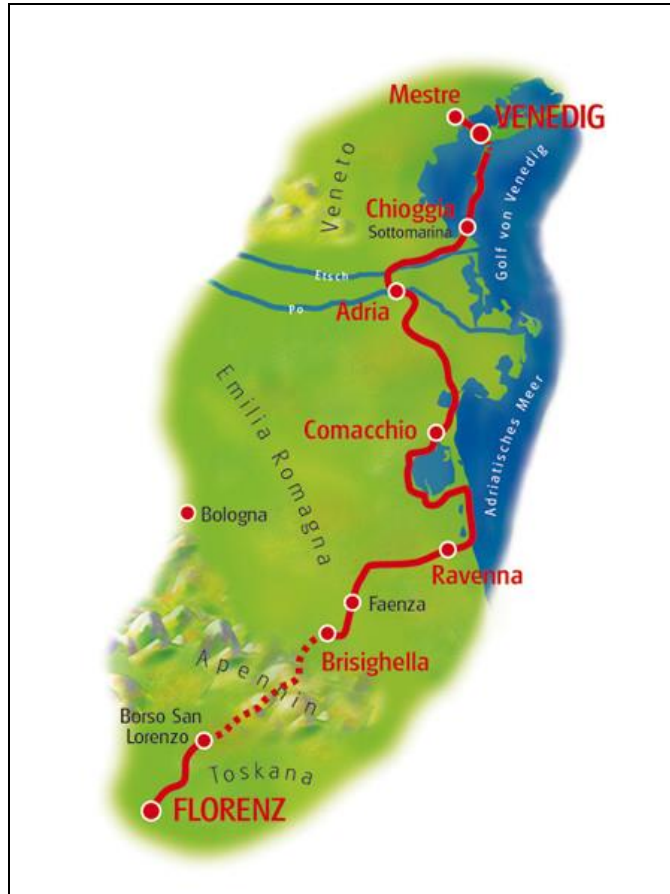 Mestre
VENEDIG
Veneto
Golf von Venedig
Chioggia
Sottomarina
Etsch
Po
Adria
Emilia Romagna
Adriatisches Meer
Comacchio
Bologna
Ravenna
Faenza
Brisighella
Apennin
Borso San
Lorenzo
Toskana
FLORENZ